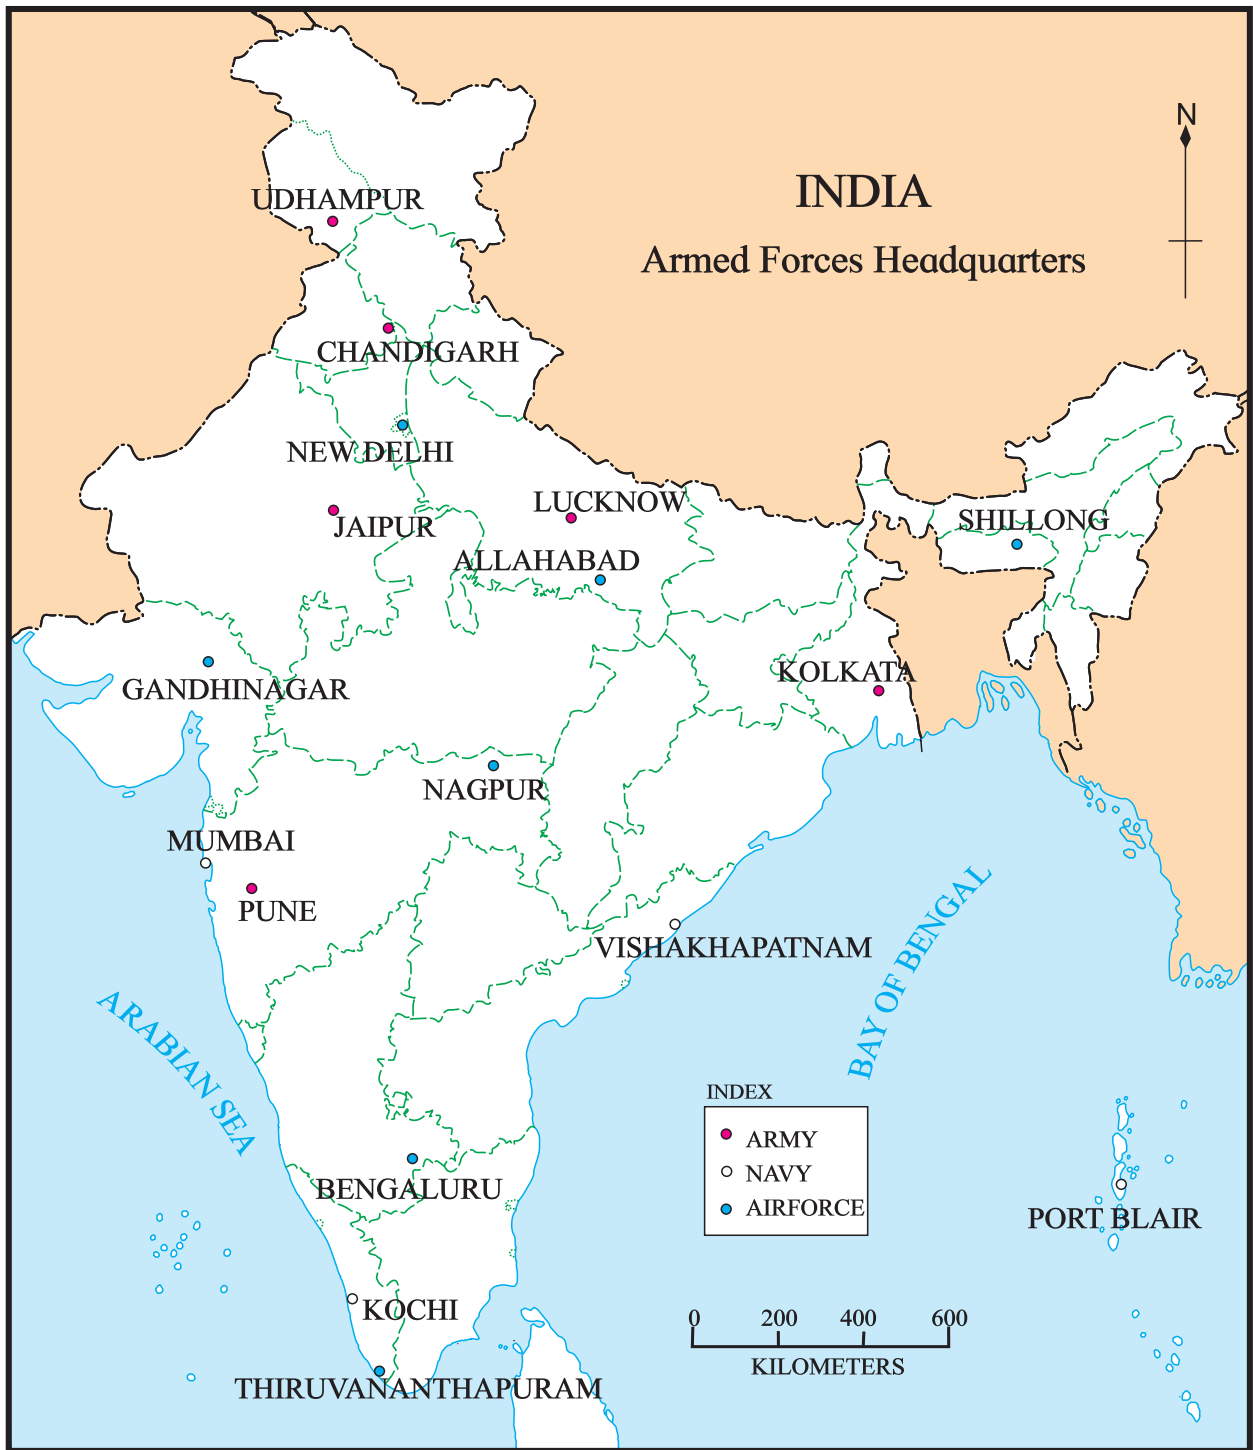 N
INDIA
Armed Forces Headquarters
UDHAMPUR
CHANDIGARH
NEW DELHI
LUCKNOW
JAIPUR
SHILLONG
ALLAHABAD
KOLKATA
GANDHINAGAR
NAGPUR
MUMBAI
PUNE
VISHAKHAPATNAM
BAY OF BENGAL
ARABIAN SEA
INDEX
ARMY
NAVY
AIRFORCE
BENGALURU
PORT BLAIR
KOCHI
0 200 400 600
KILOMETERS
THIRUVANANTHAPURAM